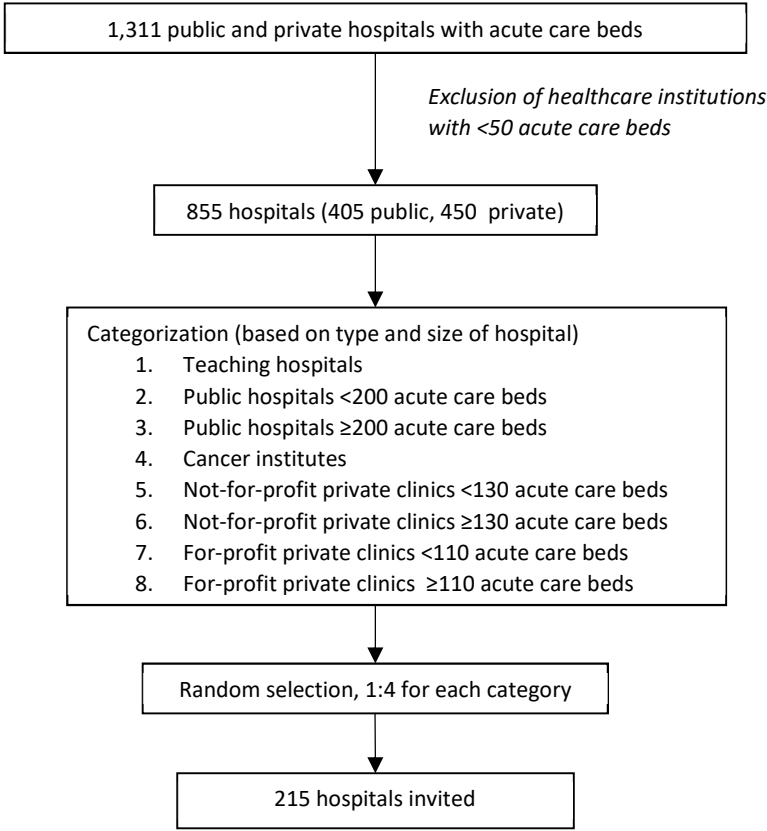 1,311 public and private hospitals with acute care beds
Exclusion of healthcare institutions
with <50 acute care beds
855 hospitals (405 public, 450 private)
Categorization (based on type and size of hospital)
1. Teaching hospitals
2. Public hospitals <200 acute care beds
3. Public hospitals ≥200 acute care beds
4. Cancer institutes
5. Not-for-profit private clinics <130 acute care beds
6. Not-for-profit private clinics ≥130 acute care beds
7. For-profit private clinics <110 acute care beds
8. For-profit private clinics ≥110 acute care beds
Random selection, 1:4 for each category
215 hospitals invited